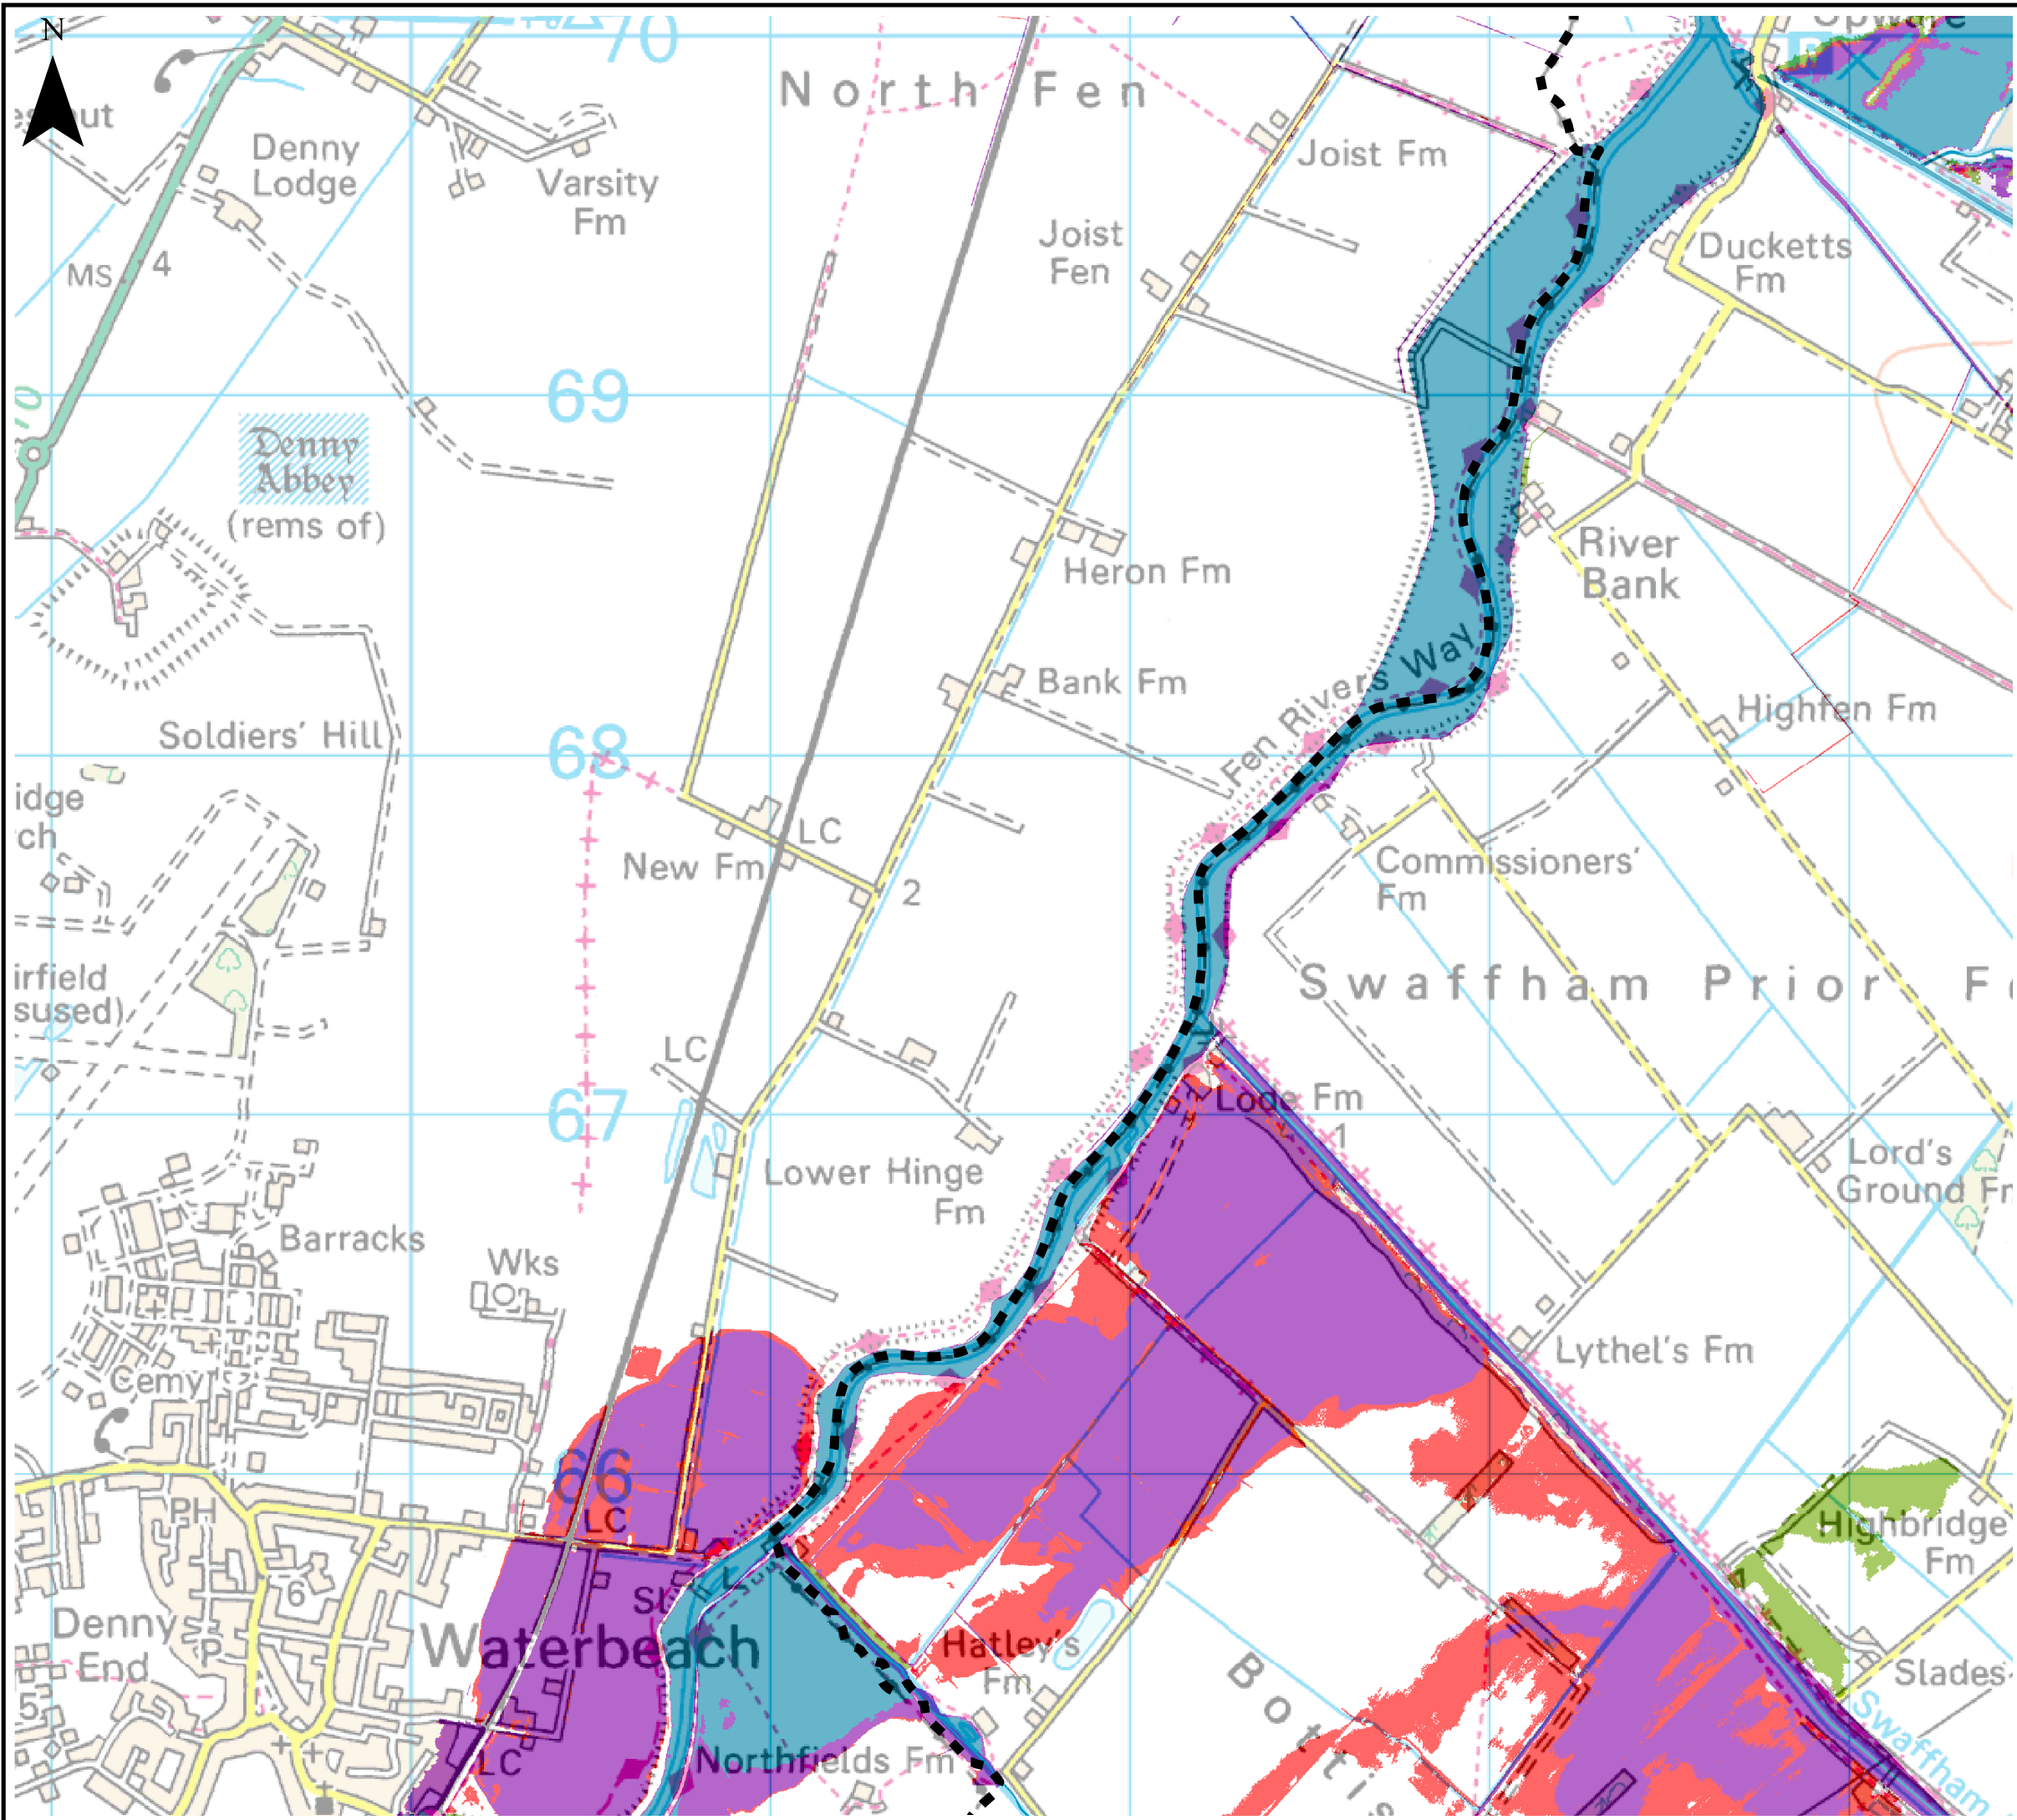 N
70
North Fen
Denny
Lodge
Varsity
Fm
Joist Fm
MS
4
Joist
Fen
Ducketts
Fm
10
69
Denny
Abbey
(rems of)
River
Bank
Heron Fm
Fen Rivers Way
Bank Fm
Highfen Fm
Soldiers' Hill
68
LC
New Fm
2
Commissioners'
Fm
Swaffham Prior
LC
67
Lode Fm
1
Lord's
Ground
Lower Hinge
Fm
Barracks
Wks
Lythel's Fm
Cemy
66
PH
LC
Highbridge
Fm
6
Denny
End
P
5
Waterbeach
Hatley's
Fm
Slades
Swaffham
LC
Northfields Fm